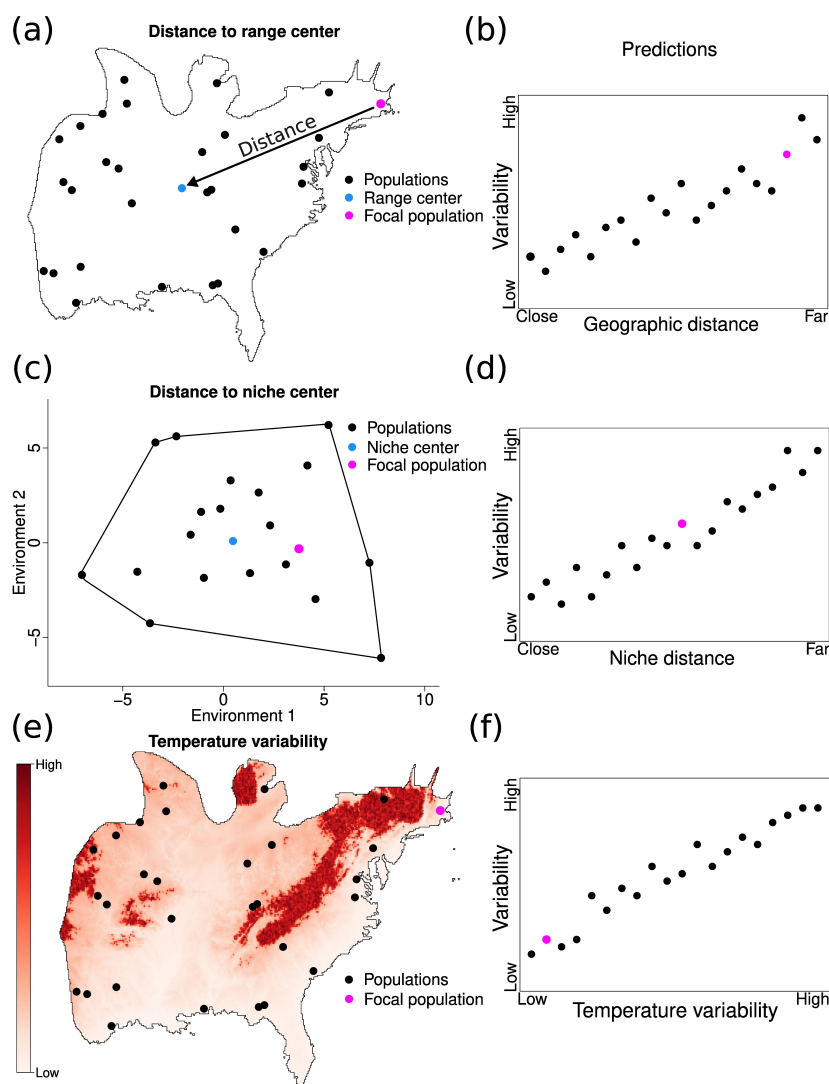 (a)
Distance to range center
Distance
Populations
Range center
Focal population
(b)
Predictions
High
Variability
Low
Close
Far
Geographic distance
(c)
Distance to niche center
Populations
Niche center
Focal population
5
0
−5
Environment 2
−5
0
5
10
Environment 1
(d)
High
Variability
Low
Close
Far
Niche distance
(e)
Temperature variability
High
Low
Populations
Focal population
(f)
High
Variability
Low
Low
High
Temperature variability